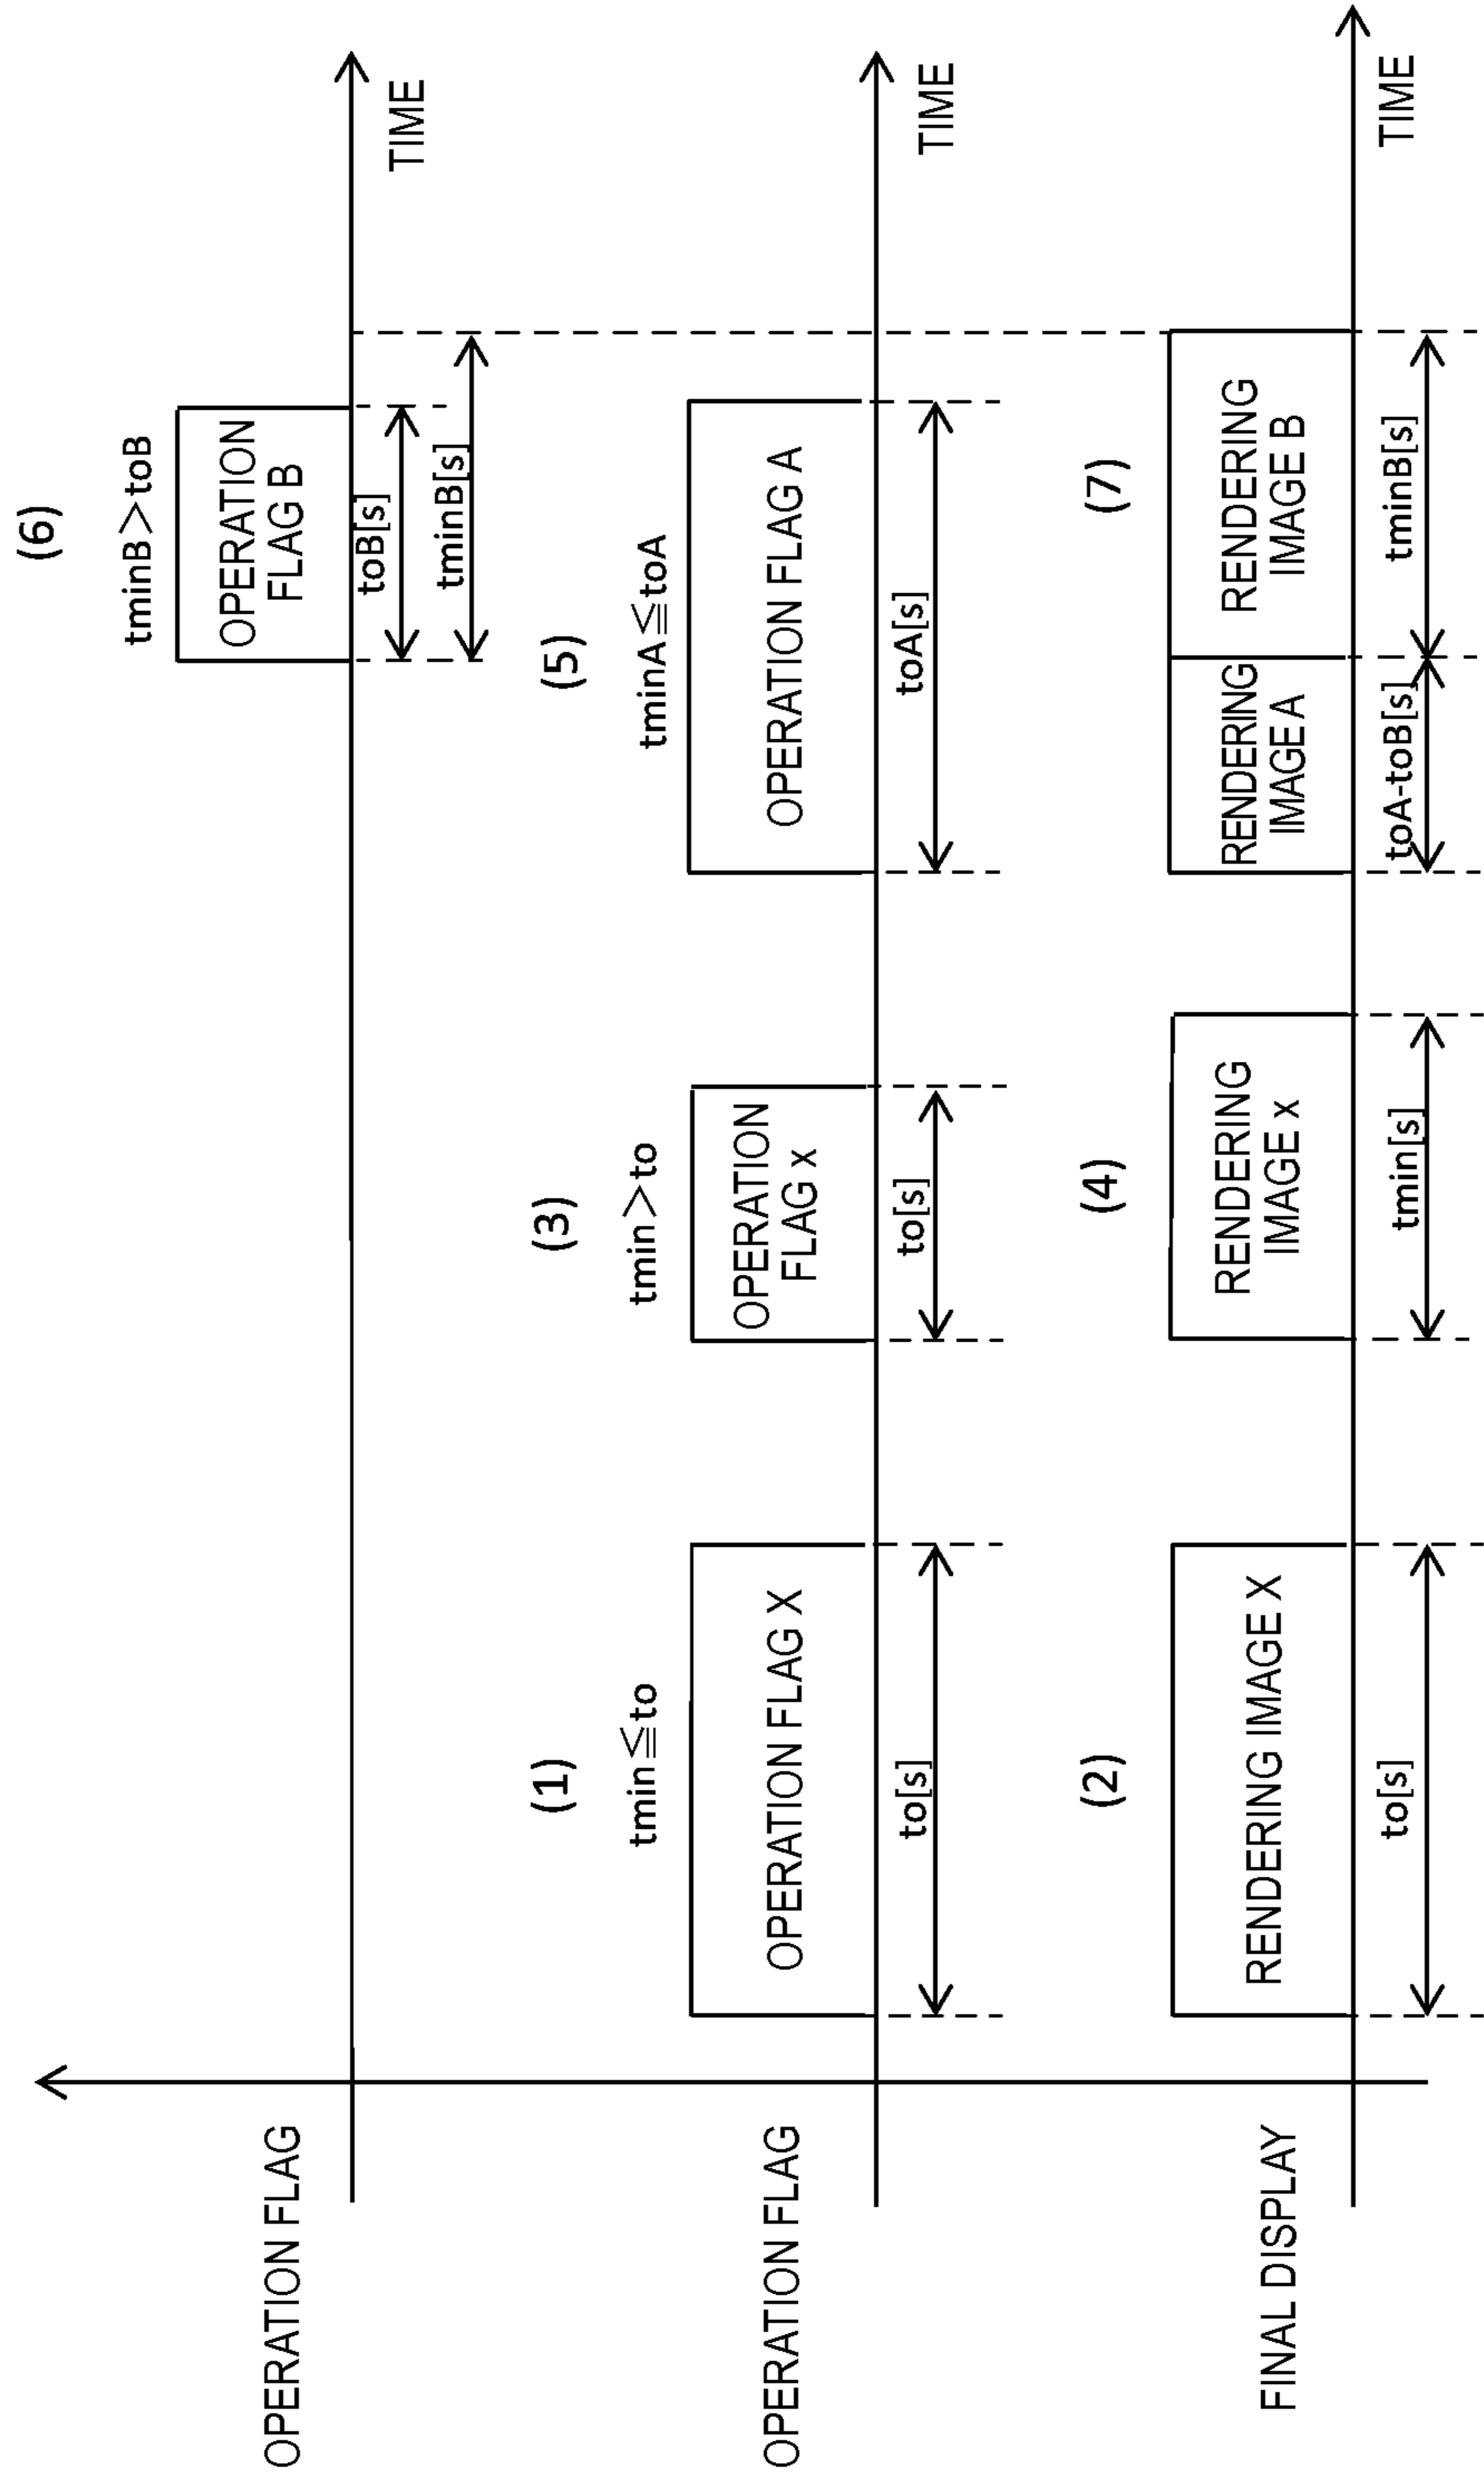 (6)
tminB>toB
OPERATION FLAG
OPERATION
FLAG B
toB[s]
tminB[s]
TIME
(1)
tmin≦to
(3)
tmin>to
(5)
tminA≦toA
OPERATION FLAG
OPERATION FLAG X
OPERATION
FLAG x
OPERATION FLAG A
to[s]
to[s]
toA[s]
TIME
(2)
(4)
(7)
FINAL DISPLAY
RENDERING IMAGE X
RENDERING
IMAGE x
RENDERING
IMAGE A
RENDERING
IMAGE B
to[s]
tmin[s]
toA-toB[s]
tminB[s]
TIME